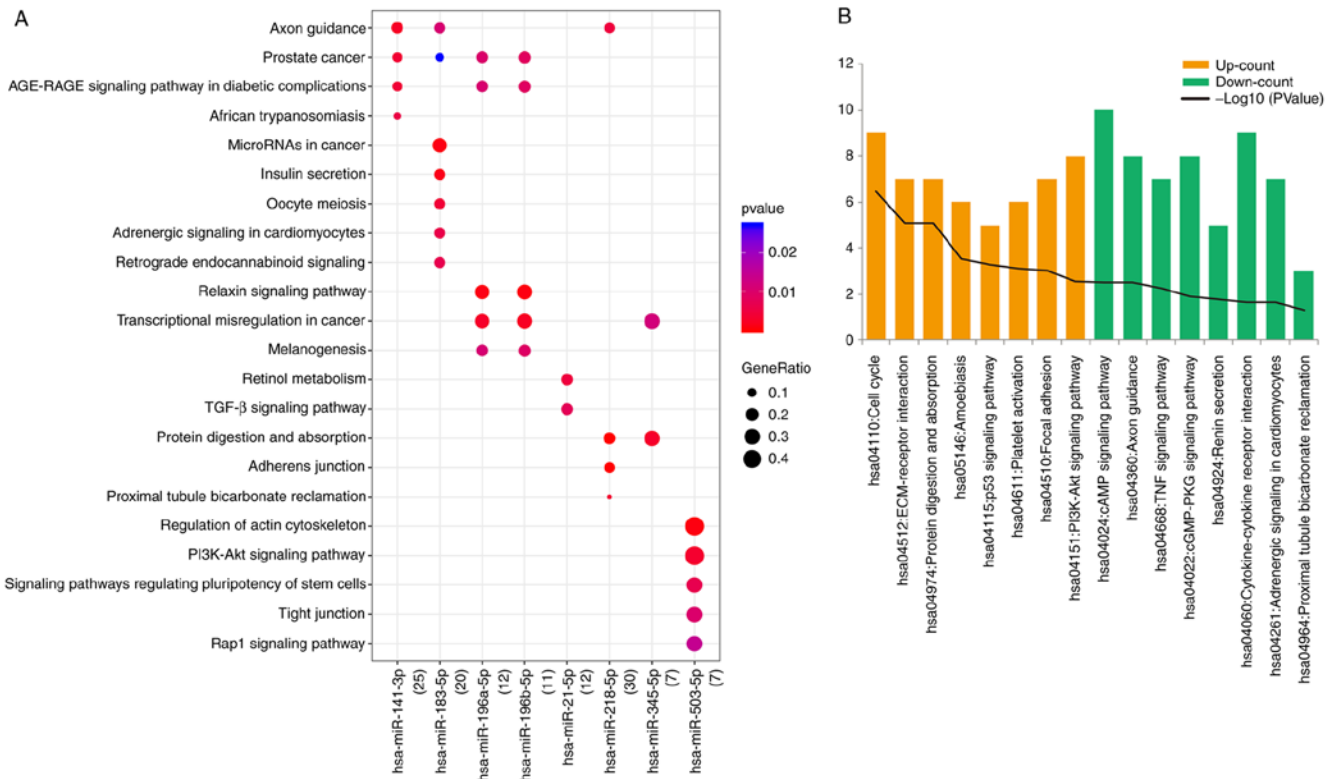 A
Axon guidance
Prostate cancer
AGE-RAGE signaling pathway in diabetic complications
African trypanosomiasis
MicroRNAs in cancer
Insulin secretion
Oocyte meiosis
Adrenergic signaling in cardiomyocytes
Retrograde endocannabinoid signaling
Relaxin signaling pathway
Transcriptional misregulation in cancer
Melanogenesis
Retinol metabolism
TGF-β signaling pathway
Protein digestion and absorption
Adherens junction
Proximal tubule bicarbonate reclamation
Regulation of actin cytoskeleton
PI3K-Akt signaling pathway
Signaling pathways regulating pluripotency of stem cells
Tight junction
Rap1 signaling pathway
hsa-miR-141-3p
(25)
hsa-miR-183-5p
(20)
hsa-miR-196a-5p
(12)
hsa-miR-196b-5p
(11)
hsa-miR-21-5p
(12)
hsa-miR-218-5p
(30)
hsa-miR-345-5p
(7)
hsa-miR-503-5p
(7)
pvalue
0.02
0.01
GeneRatio
0.1
0.2
0.3
0.4
B
Up-count
Down-count
–Log10 (PValue)
12
10
8
6
4
2
0
hsa04110:Cell cycle
hsa04512:ECM-receptor interaction
hsa04974:Protein digestion and absorption
hsa05146:Amoebiasis
hsa04115:p53 signaling pathway
hsa04611:Platelet activation
hsa04510:Focal adhesion
hsa04151:PI3K-Akt signaling pathway
hsa04024:cAMP signaling pathway
hsa04360:Axon guidance
hsa04668:TNF signaling pathway
hsa04022:cGMP-PKG signaling pathway
hsa04924:Renin secretion
hsa04060:Cytokine-cytokine receptor interaction
hsa04261:Adrenergic signaling in cardiomyocytes
hsa04964:Proximal tubule bicarbonate reclamation